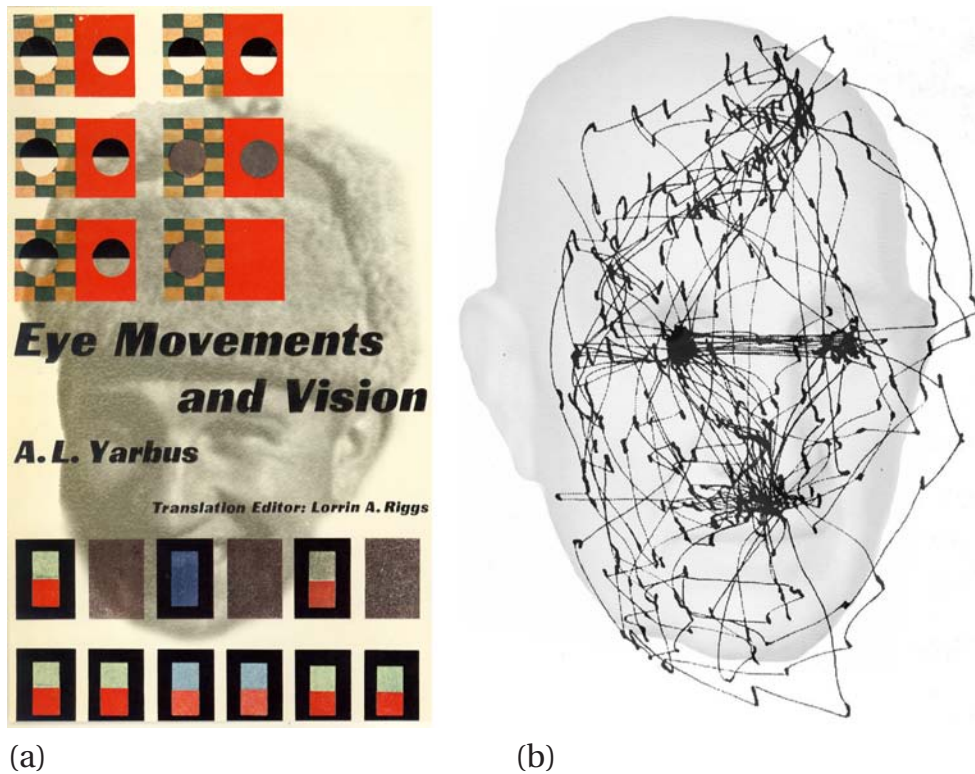 Eye Movements
and Vision
A. L. Yarbus
Translation Editor: Lorrin A. Riggs
(a)
(b)